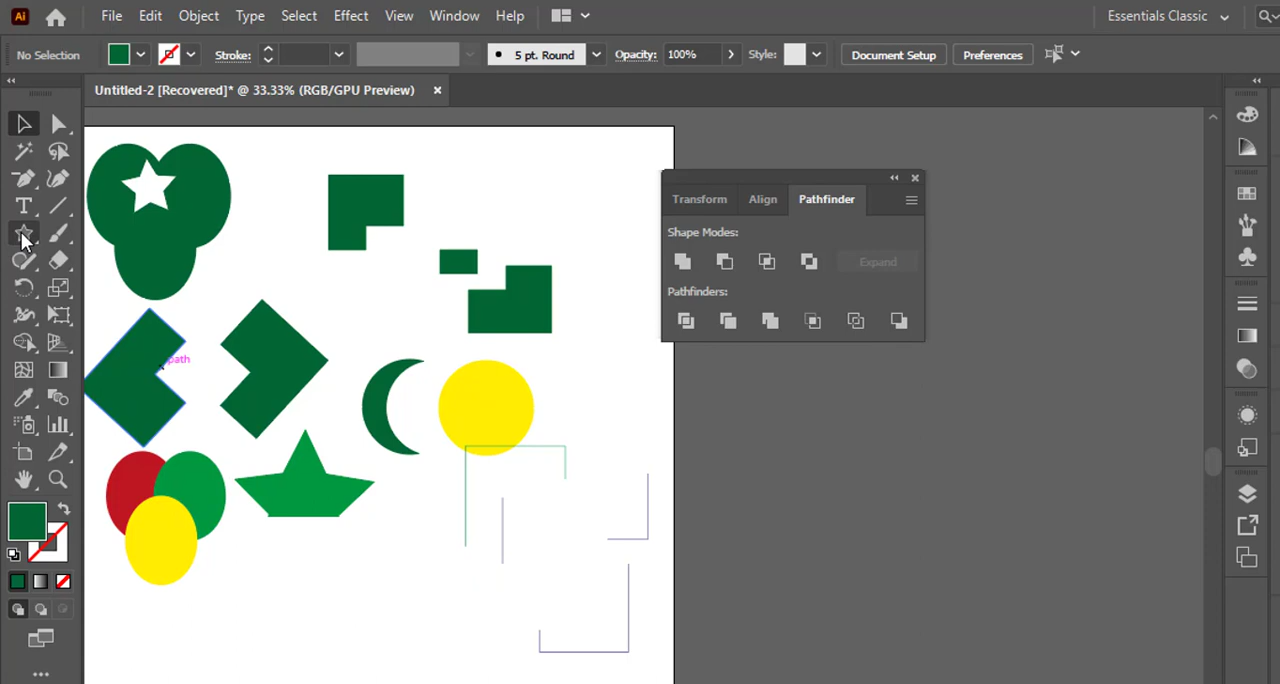 Ai File Edit Object Type Select Effect View Window Help Essentials Classic
No Selection Stroke: 5 pt. Round Opacity: 100% Style: Document Setup Preferences
Untitled-2 [Recovered]* @ 33.33% (RGB/GPU Preview) ×
Transform Align Pathfinder
Shape Modes:
Expand
Pathfinders:
path